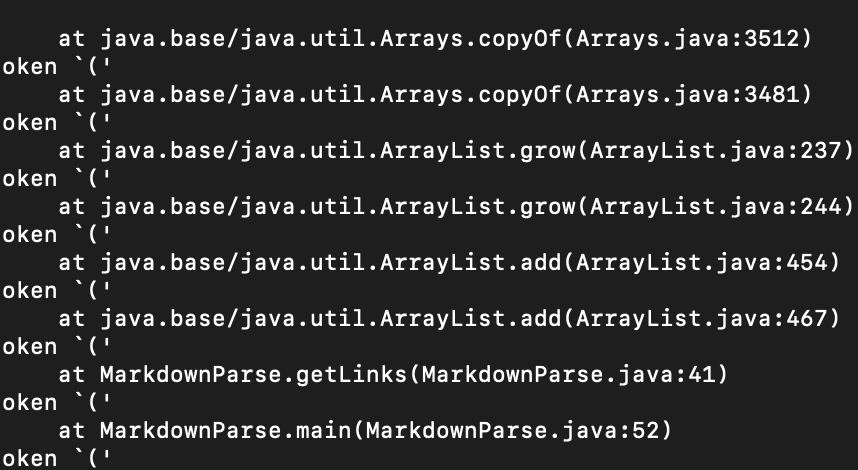 at java.base/java.util.Arrays.copyOf(Arrays.java:3512)
oken `('
at java.base/java.util.Arrays.copyOf(Arrays.java:3481)
oken `('
at java.base/java.util.ArrayList.grow(ArrayList.java:237)
oken `('
at java.base/java.util.ArrayList.grow(ArrayList.java:244)
oken `('
at java.base/java.util.ArrayList.add(ArrayList.java:454)
oken `('
at java.base/java.util.ArrayList.add(ArrayList.java:467)
oken `('
at MarkdownParse.getLinks(MarkdownParse.java:41)
oken `('
at MarkdownParse.main(MarkdownParse.java:52)
oken `('